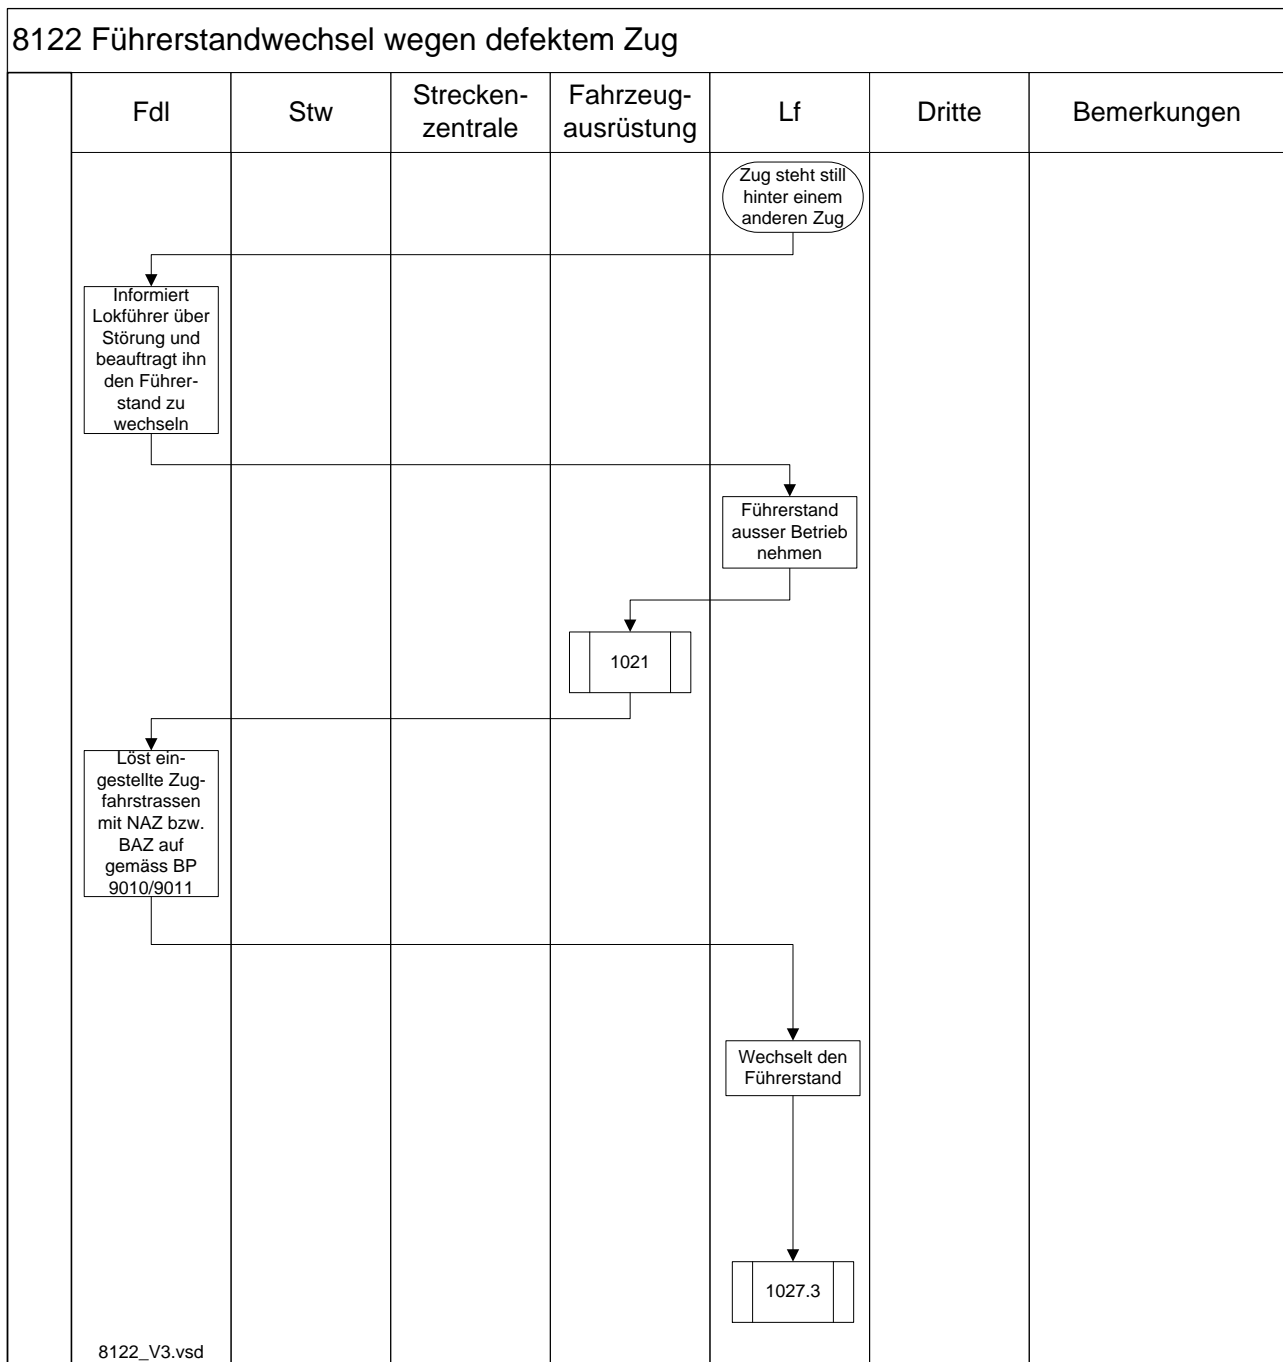 8122 Führerstandwechsel wegen defektem Zug
Fdl
Stw
Strecken-
zentrale
Fahrzeug-
ausrüstung
Lf
Dritte
Bemerkungen
Zug steht still
hinter einem
anderen Zug
Informiert
Lokführer über
Störung und
beauftragt ihn
den Führer-
stand zu
wechseln
Führerstand
ausser Betrieb
nehmen
1021
Löst ein-
gestellte Zug-
fahrstrassen
mit NAZ bzw.
BAZ auf
gemäss BP
9010/9011
Wechselt den
Führerstand
1027.3
8122_V3.vsd